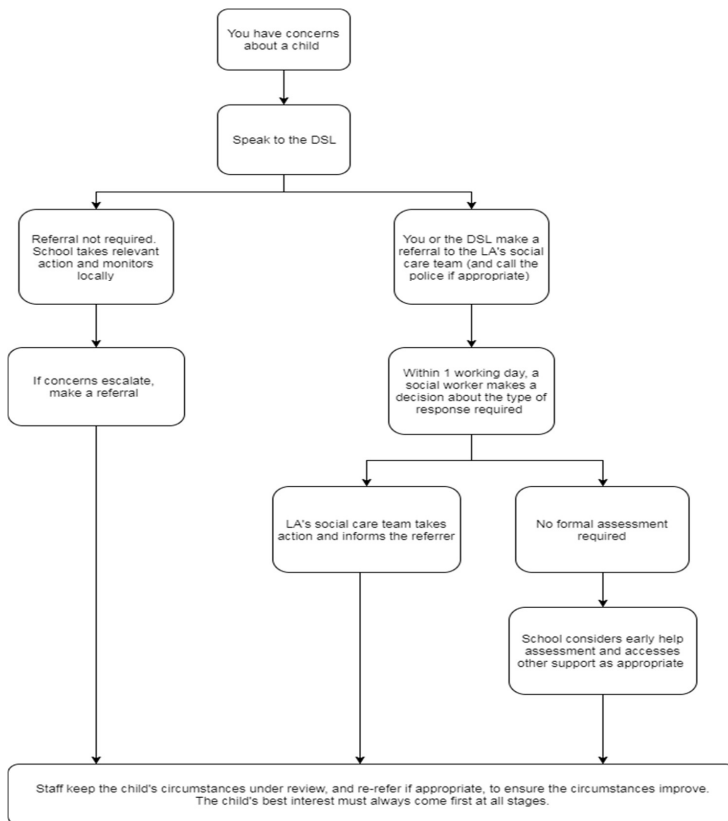 You have concerns
about a child
Speak to the DSL
Referral not required.
School takes relevant
action and monitors
locally
You or the DSL make a
referral to the LA's social
care team (and call the
police if appropriate)
If concerns escalate,
make a referral
Within 1 working day, a
social worker makes a
decision about the type of
response required
LA's social care team takes
action and informs the referrer
No formal assessment
required
School considers early help
assessment and accesses
other support as appropriate
Staff keep the child's circumstances under review, and re-refer if appropriate, to ensure the circumstances improve.
The child's best interest must always come first at all stages.